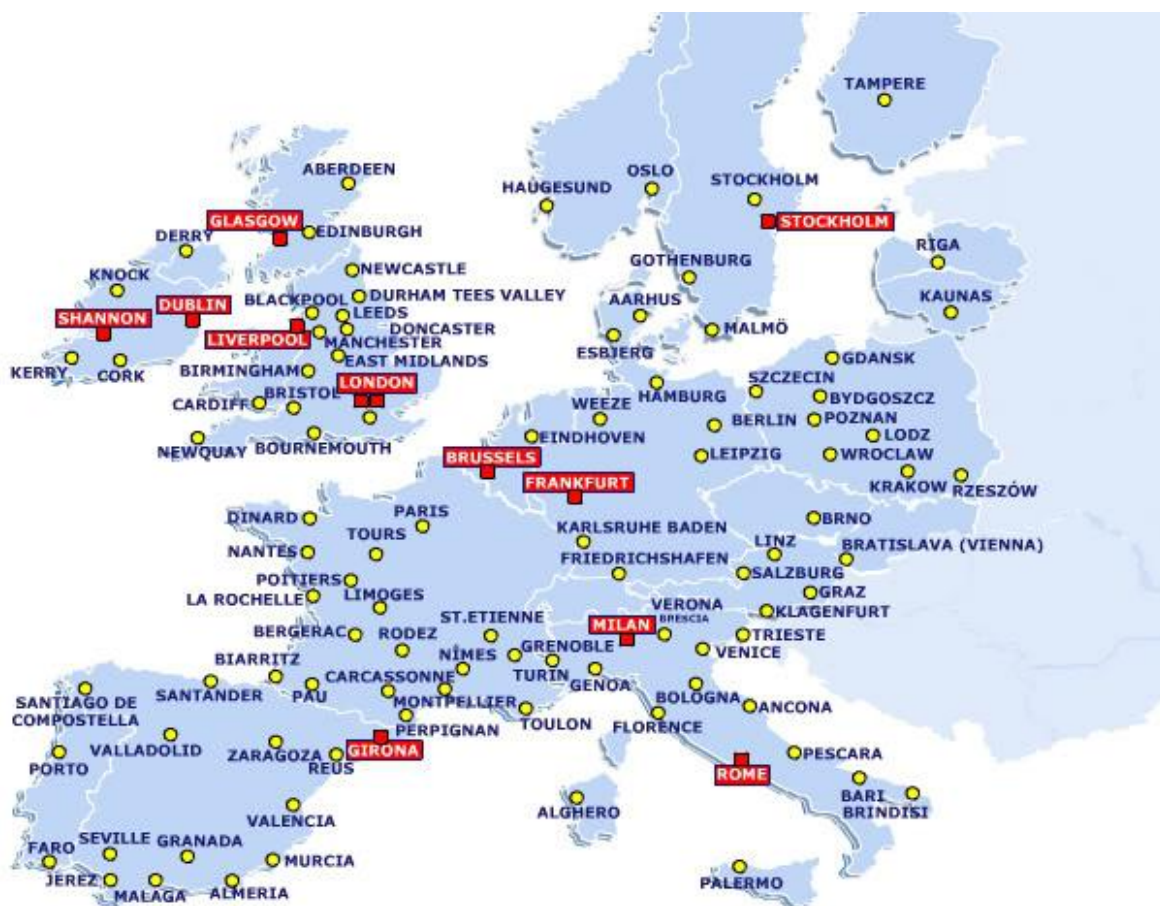 TAMPERE
ABERDEEN
OSLO
HAUGESUND
STOCKHOLM
GLASGOW
STOCKHOLM
EDINBURGH
DERRY
RIGA
NEWCASTLE
GOTHENBURG
KNOCK
DURHAM TEES VALLEY
KAUNAS
BLACKPOOL
AARHUS
DUBLIN
LEEDS
SHANNON
DONCASTER
MALMÖ
LIVERPOOL
MANCHESTER
ESBJERG
EAST MIDLANDS
GDANSK
KERRY
CORK
BIRMINGHAM
SZCZECIN
LONDON
HAMBURG
BYDGOSZCZ
BRISTOL
CARDIFF
WEEZE
BERLIN
POZNAN
EINDHOVEN
LODZ
NEWQUAY
BOURNEMOUTH
BRUSSELS
LEIPZIG
WROCLAW
FRANKFURT
KRAKOW
RZESZÓW
PARIS
DINARD
BRNO
KARLSRUHE BADEN
TOURS
NANTES
LINZ
BRATISLAVA (VIENNA)
FRIEDRICHSHAFEN
POITIERS
SALZBURG
LA ROCHELLE
LIMOGES
GRAZ
VERONA
KLAGENFURT
ST.ETIENNE
BRESCIA
MILAN
BERGERAC
RODEZ
TRIESTE
GRENOBLE
VENICE
NÎMES
BIARRITZ
CARCASSONNE
TURIN
GENOA
SANTANDER
PAU
BOLOGNA
SANTIAGO DE
COMPOSTELLA
MONTPELLIER
ANCONA
TOULON
FLORENCE
PERPIGNAN
VALLADOLID
ZARAGOZA
GIRONA
PESCARA
PORTO
REUS
ROME
BARI
ALGHERO
BRINDISI
VALENCIA
SEVILLE
GRANADA
FARO
MURCIA
JEREZ
PALERMO
MALAGA
ALMERIA